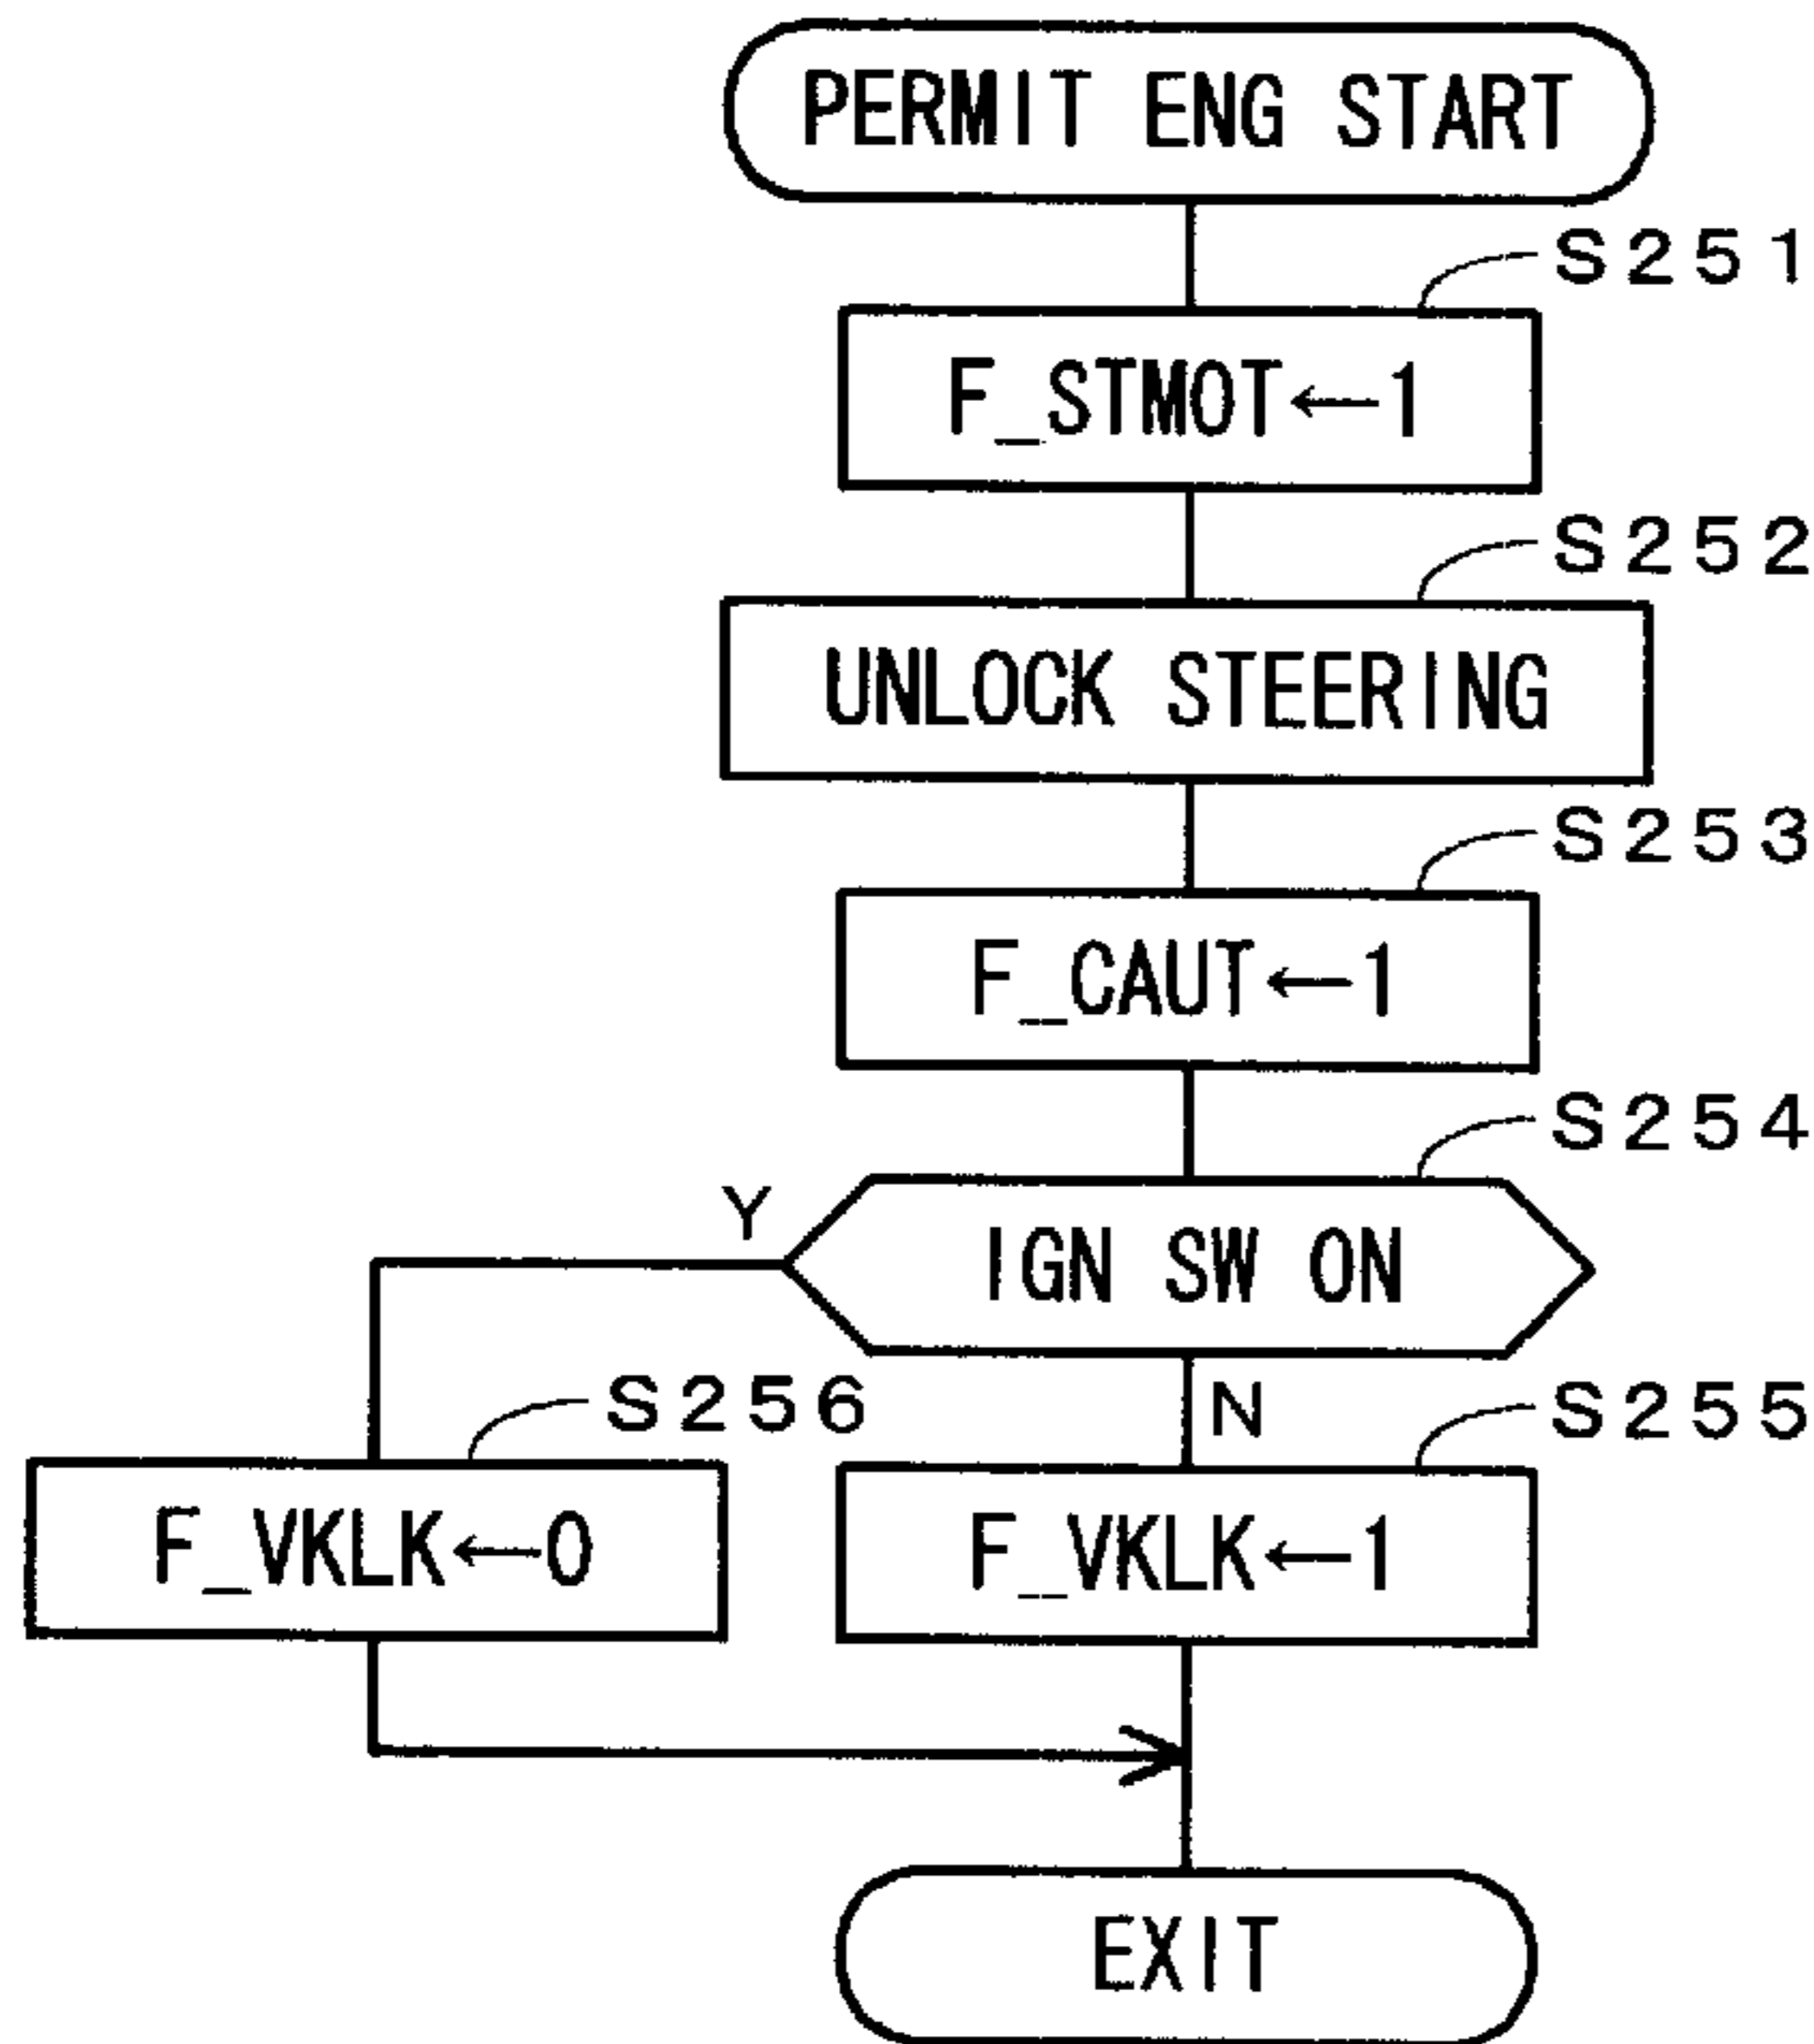 PERMIT ENG START
S251
F_STMOT←1
S252
UNLOCK STEERING
S253
F_CAUT←1
S254
Y
IGN SW ON
S256
N
S255
F_VKLK←0
F_VKLK←1
EXIT